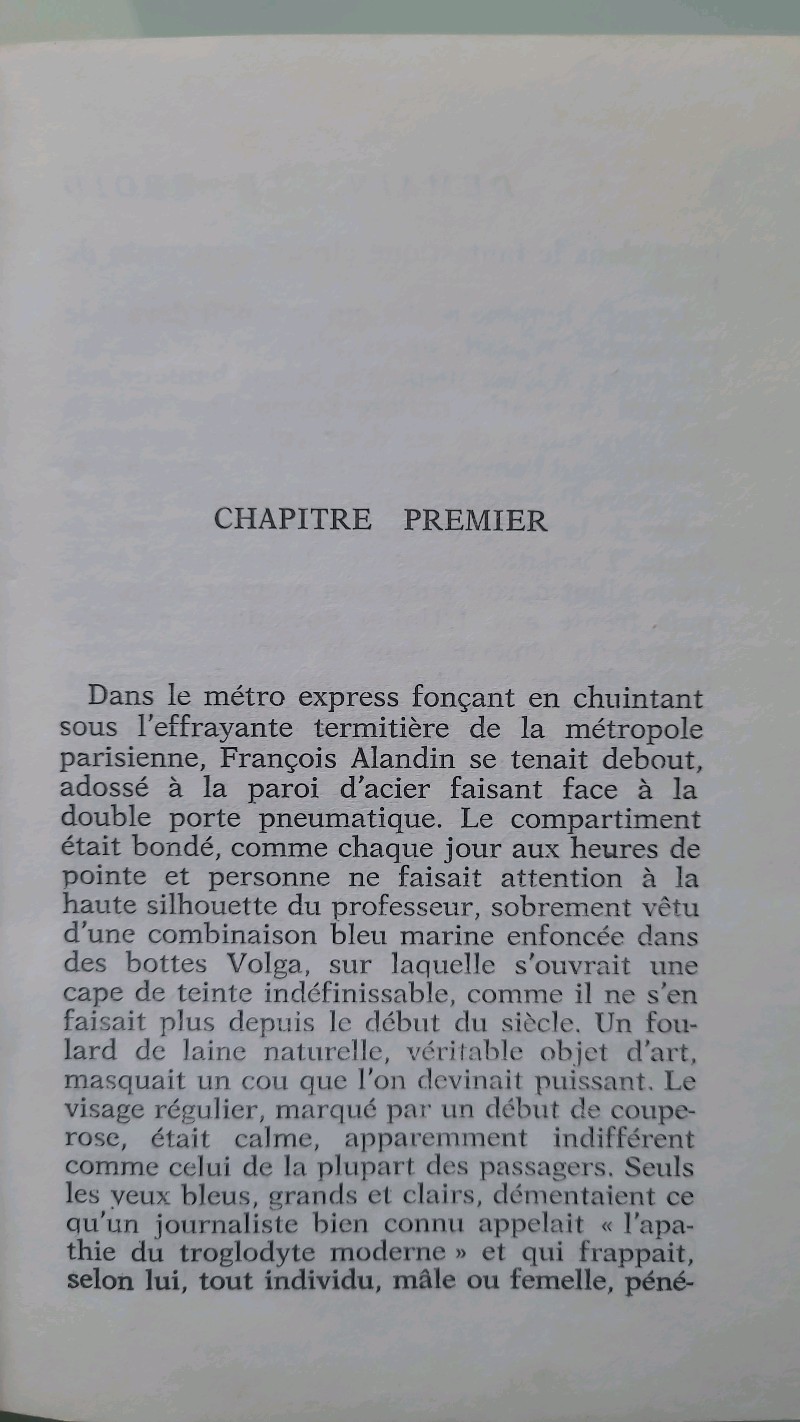 CHAPITRE PREMIER
Dans le métro express fonçant en chuintant
sous l'effrayante termitière de la métropole
parisienne, François Alandin se tenait debout,
adossé à la paroi d'acier faisant face à la
double porte pneumatique. Le compartiment
était bondé, comme chaque jour aux heures de
pointe et personne ne faisait attention à la
haute silhouette du professeur, sobrement vêtu
d'une combinaison bleu marine enfoncée dans
des bottes Volga, sur laquelle s'ouvrait une
cape de teinte indéfinissable, comme il ne s'en
faisait plus depuis le début du siècle. Un fou-
lard de laine naturelle, véritable objet d'art,
masquait un cou que l'on devinait puissant. Le
visage régulier, marqué par un début de coupe-
rose, était calme, apparemment indifférent
comme celui de la plupart des passagers. Seuls
les yeux bleus, grands et clairs, démentaient ce
qu'un journaliste bien connu appelait « l'apa-
thie du troglodyte moderne » et qui frappait,
selon lui, tout individu, mâle ou femelle, péné-